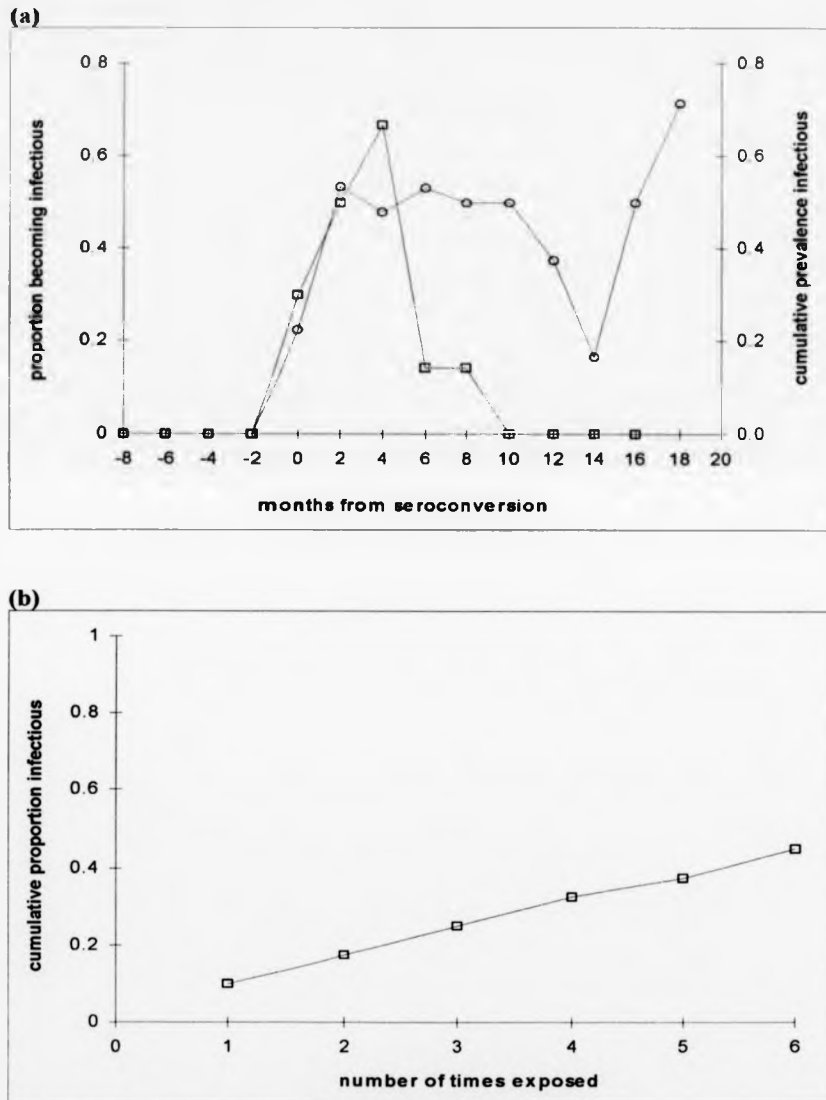 (a)
0.8
0.6
0.4
0.2
0
proportion becoming infectious
0.8
0.6
0.4
0.2
0.0
cumulative prevalence infectious
-8 -6 -4 -2 0 2 4 6 8 10 12 14 16 18 20
months from seroconversion
(b)
1
0.8
0.6
0.4
0.2
0
cumulative proportion infectious
0 1 2 3 4 5 6
number of times exposed